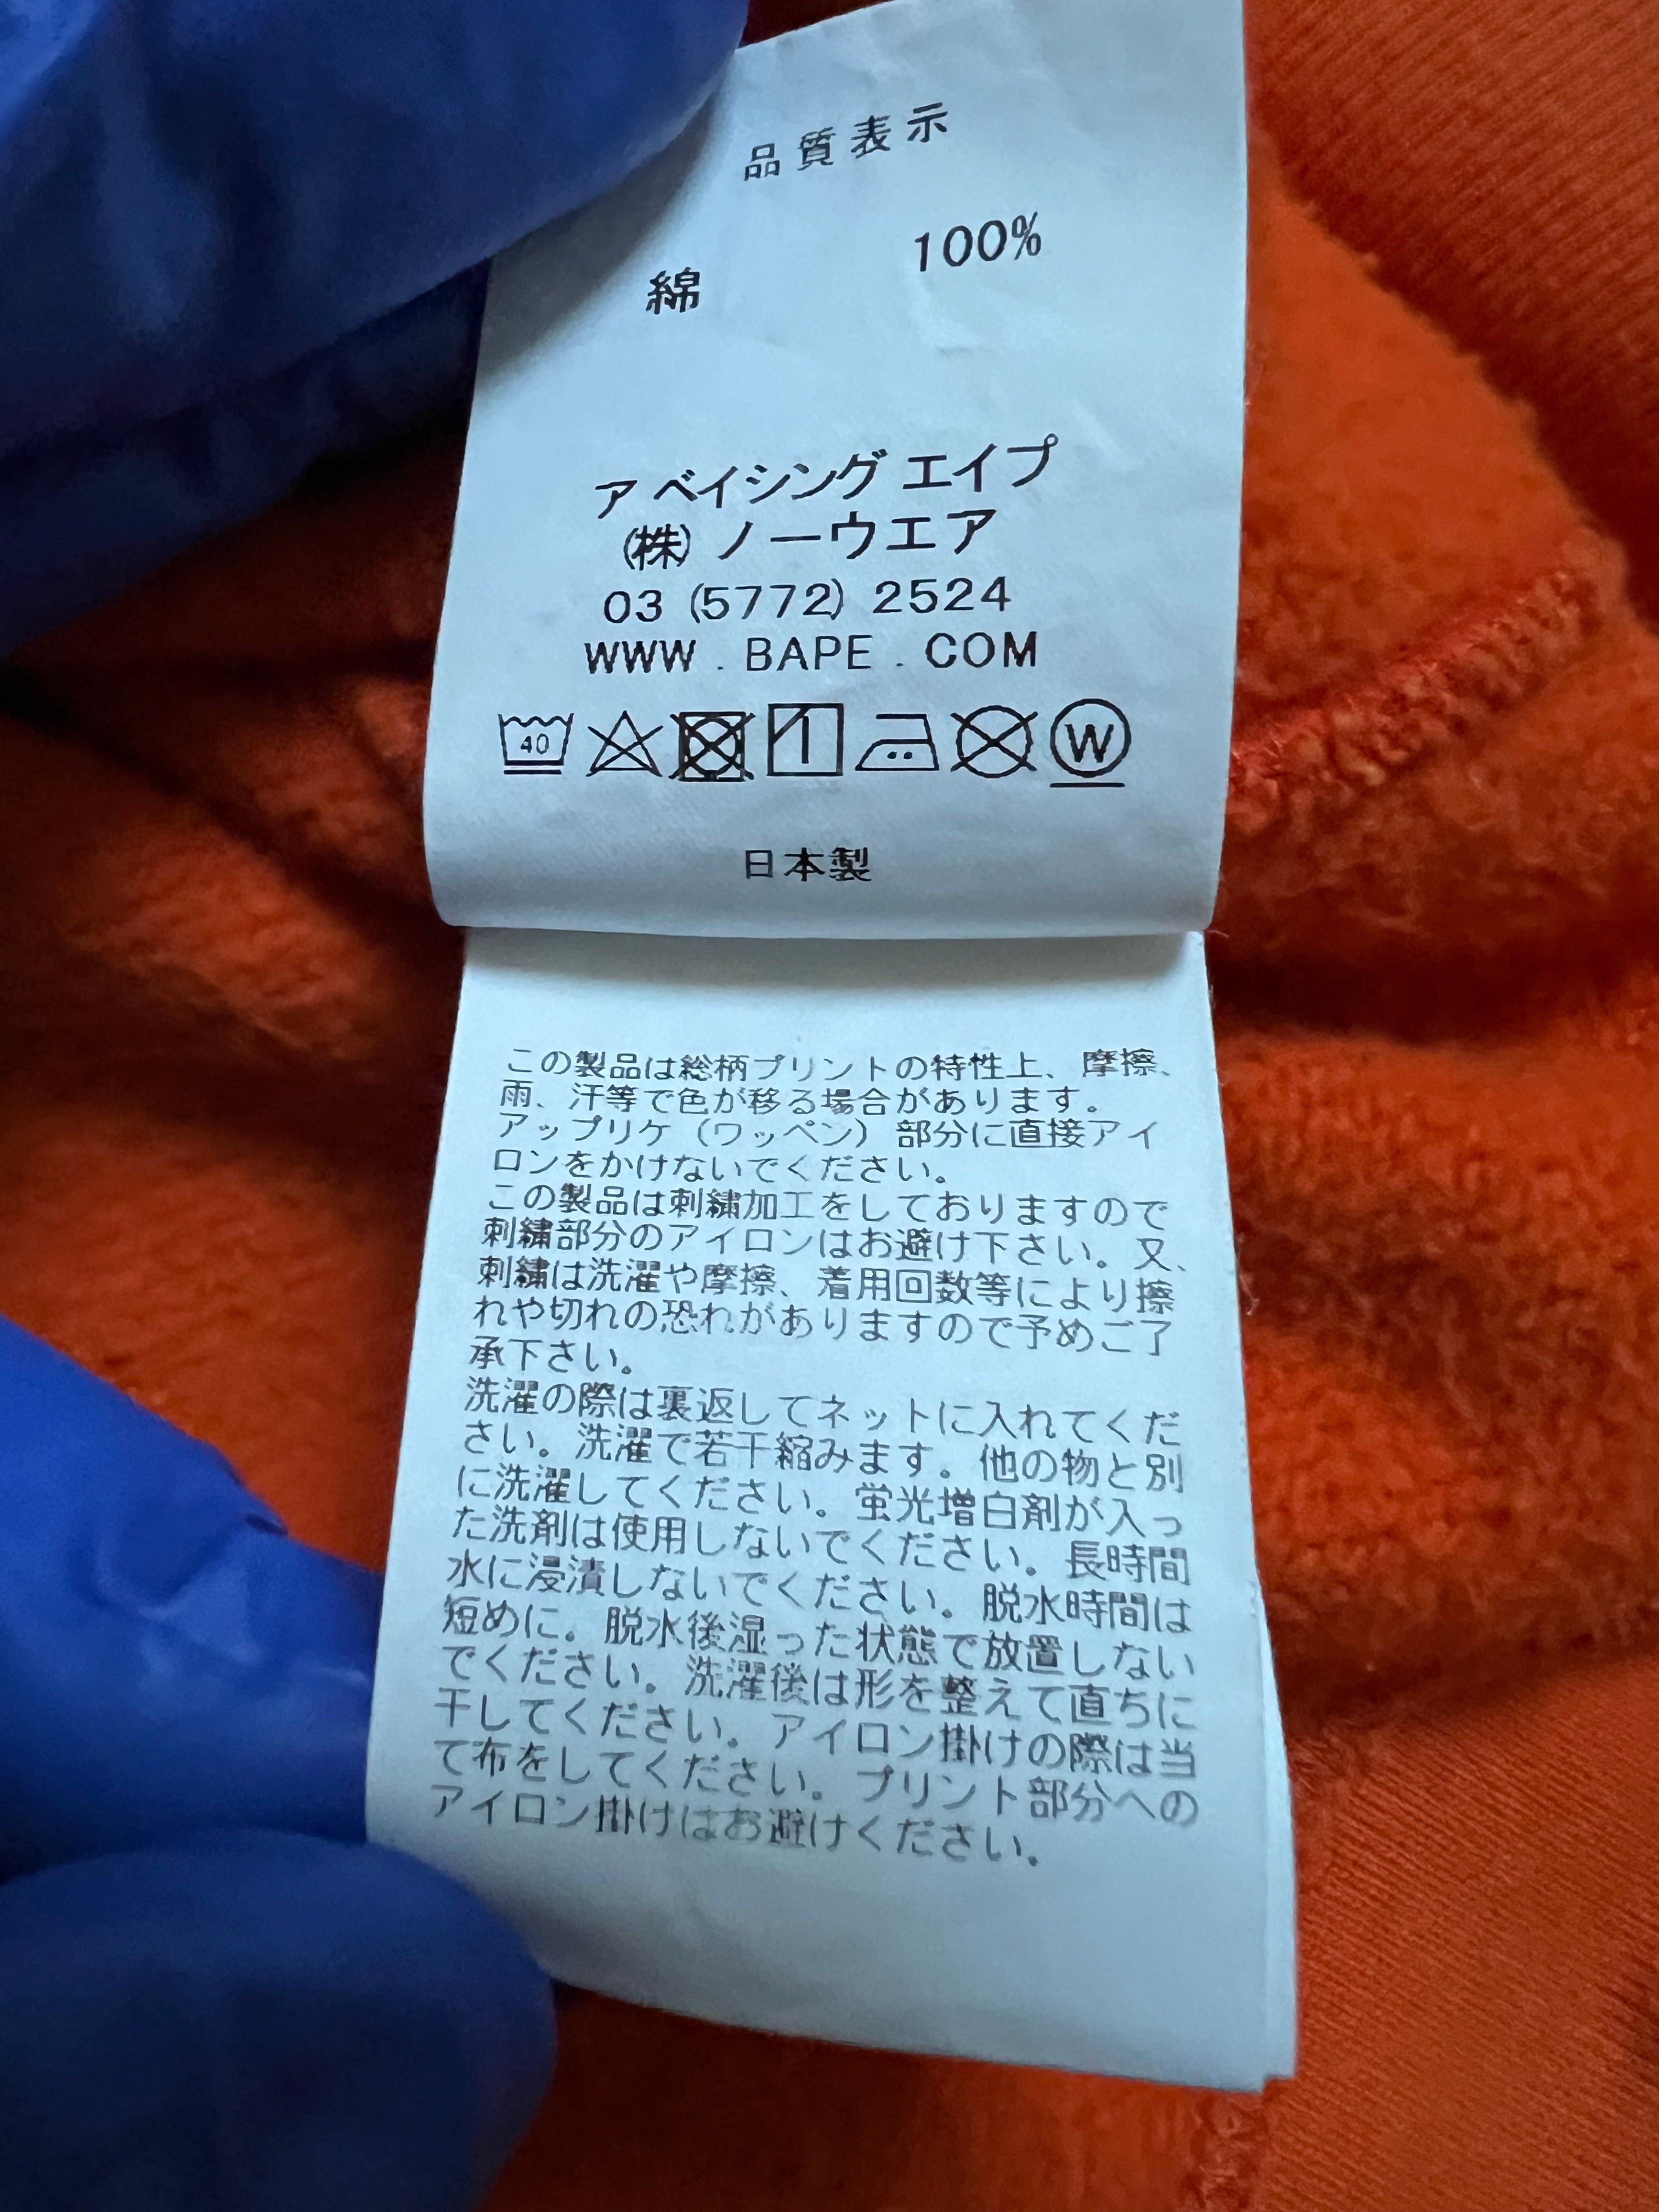 品質表示
綿 100%
ア ベイシング エイプ
(株) ノーウエア
03 (5772) 2524
WWW . BAPE . COM
40 W
日本製
この製品は総柄プリントの特性上、摩擦、
雨、汗等で色が移る場合があります。
アップリケ（ワッペン）部分に直接アイ
ロンをかけないでください。
この製品は刺繍加工をしておりますので
刺繍部分のアイロンはお避け下さい。又、
刺繍は洗濯や摩擦、着用回数等により擦
れや切れの恐れがありますので予めご了
承下さい。
洗濯の際は裏返してネットに入れてくだ
さい。洗濯で若干縮みます。他の物と別
に洗濯してください。蛍光増白剤が入っ
た洗剤は使用しないでください。長時間
水に浸漬しないでください。脱水時間は
短めに。脱水後湿った状態で放置しない
でください。洗濯後は形を整えて直ちに
干してください。アイロン掛けの際は当
て布をしてください。プリント部分への
アイロン掛けはお避けください。